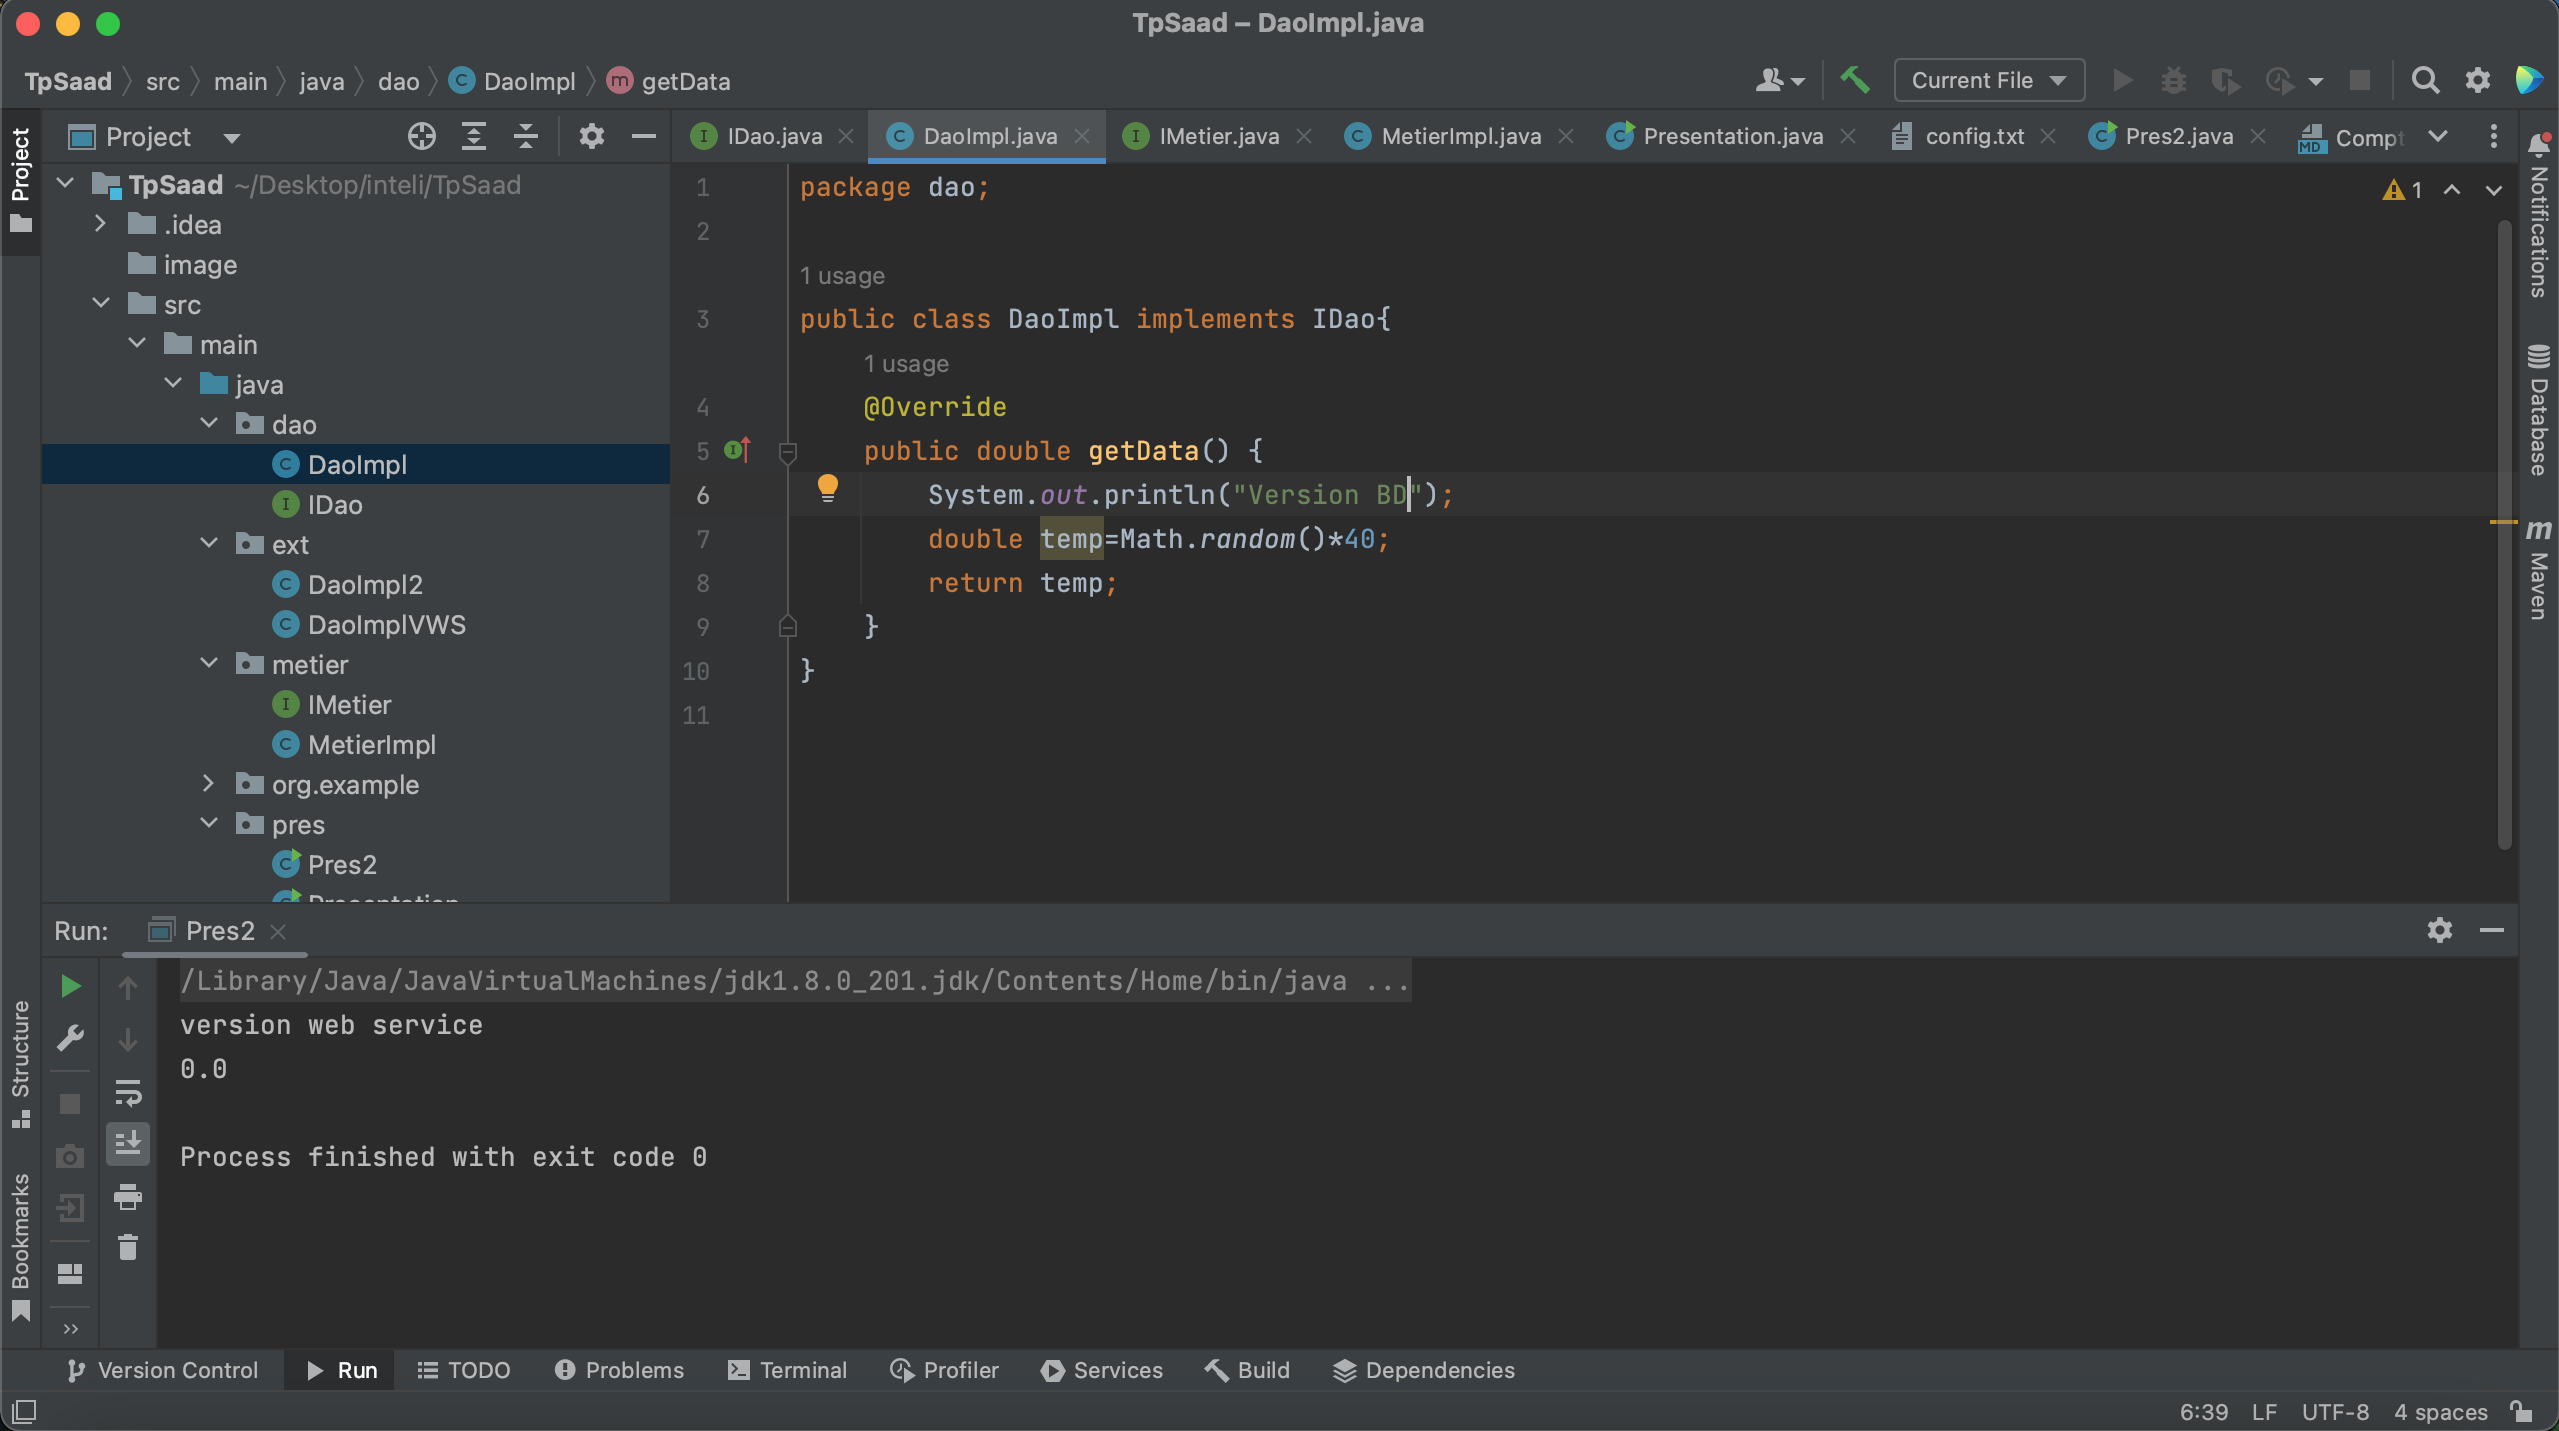 TpSaad – DaoImpl.java
TpSaad
src
main
java
dao
DaoImpl
getData
Current File
Project
Project
IDao.java
DaoImpl.java
IMetier.java
MetierImpl.java
Presentation.java
config.txt
Pres2.java
Compt
TpSaad ~/Desktop/inteli/TpSaad
.idea
image
src
main
java
dao
DaoImpl
IDao
ext
DaoImpl2
DaoImplVWS
metier
IMetier
MetierImpl
org.example
pres
Pres2
Presentation
1 package dao;
2
1 usage
3 public class DaoImpl implements IDao{
1 usage
4 @Override
5 public double getData() {
6 System.out.println("Version BD");
7 double temp=Math.random()*40;
8 return temp;
9 }
10 }
11
1
Notifications
Database
Maven
Run: Pres2
/Library/Java/JavaVirtualMachines/jdk1.8.0_201.jdk/Contents/Home/bin/java ...
version web service
0.0
Process finished with exit code 0
Structure
Bookmarks
Version Control
Run
TODO
Problems
Terminal
Profiler
Services
Build
Dependencies
6:39 LF UTF-8 4 spaces